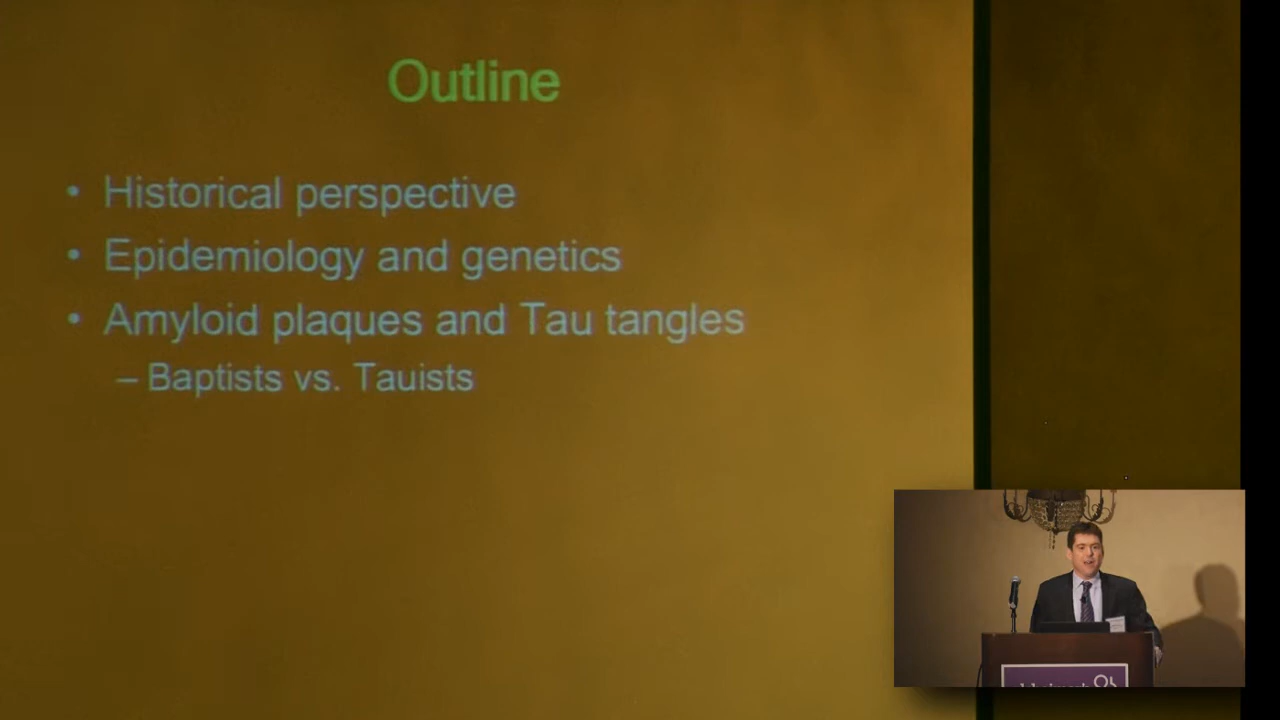 Outline
• Historical perspective
• Epidemiology and genetics
• Amyloid plaques and Tau tangles
– Baptists vs. Tauists